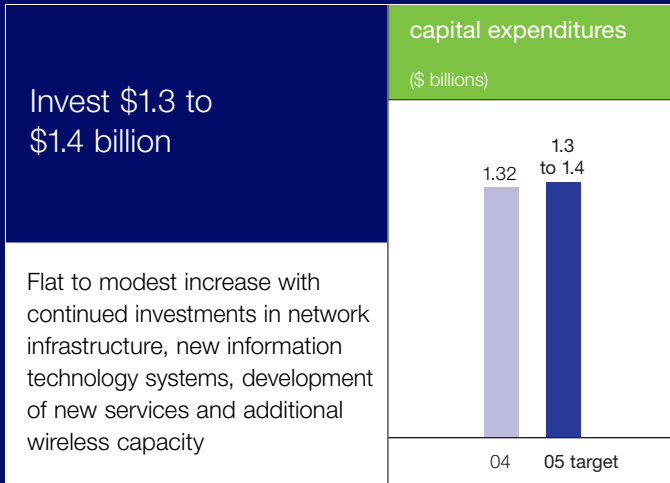 Invest $1.3 to
$1.4 billion
Flat to modest increase with
continued investments in network
infrastructure, new information
technology systems, development
of new services and additional
wireless capacity
capital expenditures
($ billions)
1.32
1.3
to 1.4
04
05 target